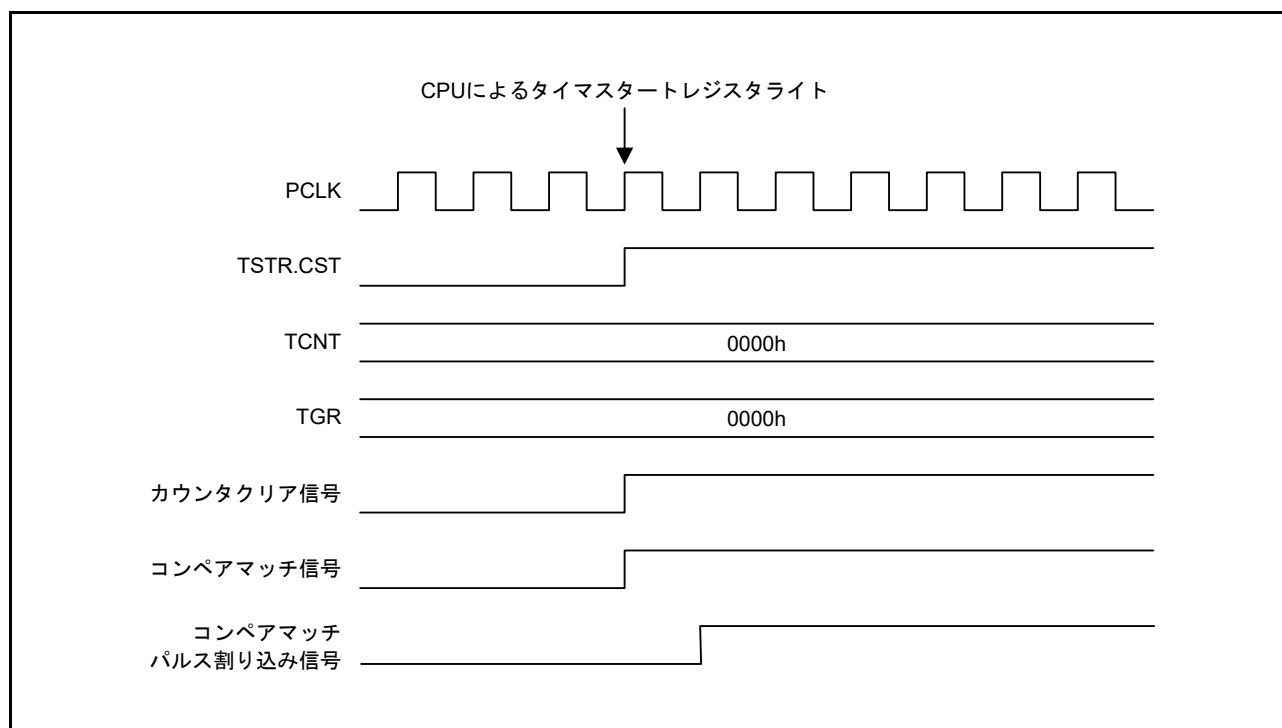 CPUによるタイマスタートレジスタライト
PCLK
TSTR.CST
TCNT
0000h
TGR
0000h
カウンタクリア信号
コンペアマッチ信号
コンペアマッチ
パルス割り込み信号